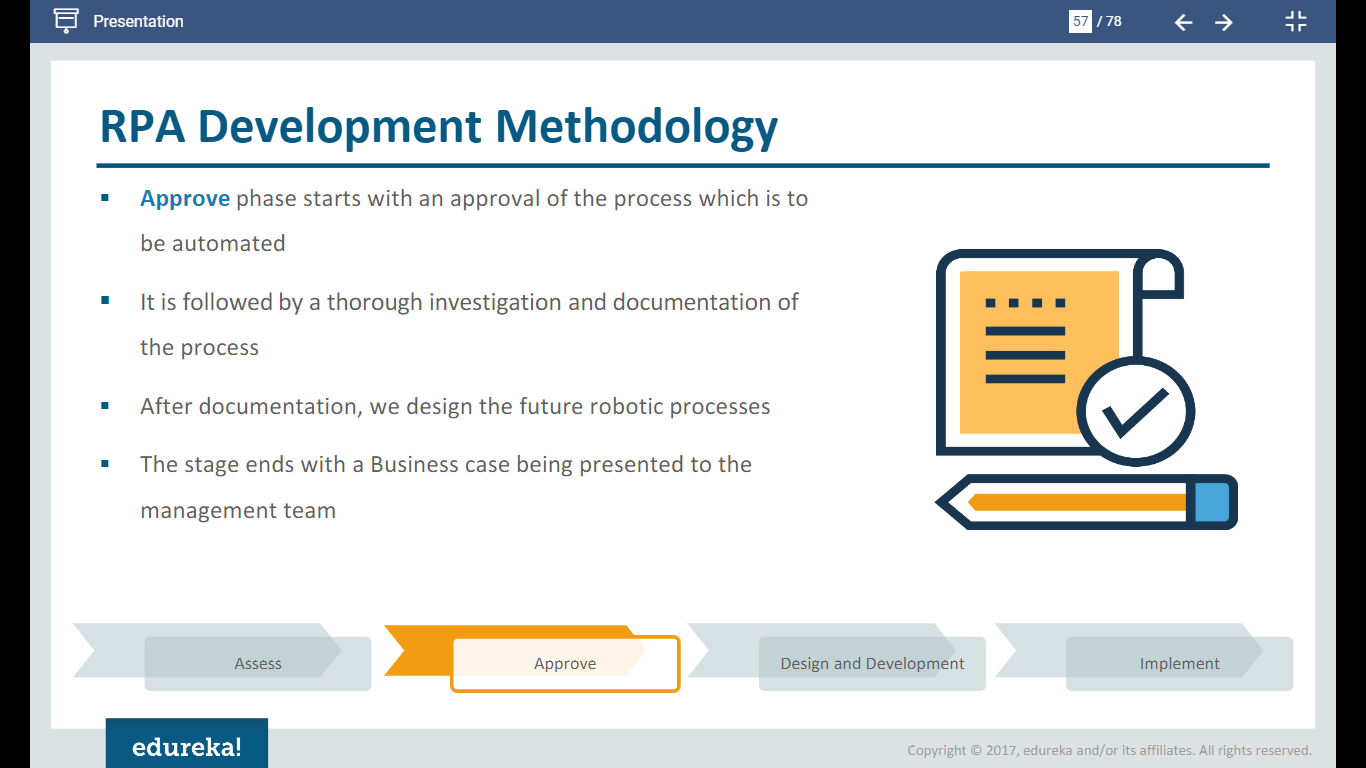 Presentation
57 / 78
RPA Development Methodology
Approve phase starts with an approval of the process which is to
be automated
It is followed by a thorough investigation and documentation of
the process
After documentation, we design the future robotic processes
The stage ends with a Business case being presented to the
management team
Assess
Approve
Design and Development
Implement
edureka!
Copyright © 2017, edureka and/or its affiliates. All rights reserved.